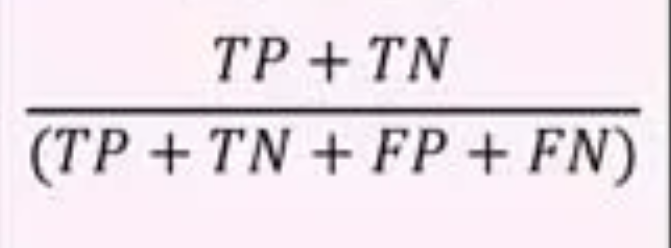 TP + TN
(TP + TN + FP + FN)